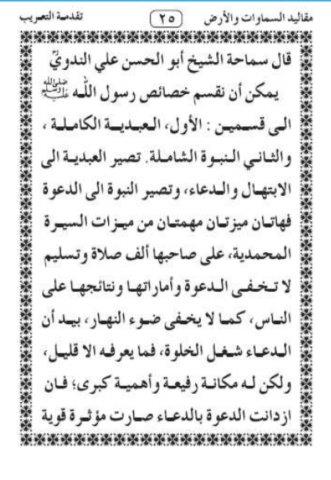 مقاليد السماوات والأرض ٢٥ تقدمة التعريب
قال سماحة الشيخ أبو الحسن علي الندويؒ
يمكن أن نقسم خصائص رسول اللّٰه ﷺ
الى قسمين : الأول، العبدية الكاملة ،
والثاني النبوة الشاملة. تصير العبدية الى
الابتهال والدعاء، وتصير النبوة الى الدعوة
فهاتان ميزتان مهمتان من ميزات السيرة
المحمدية، على صاحبها ألف صلاة وتسليم
لا تخفى الدعوة وأماراتها ونتائجها على
الناس، كما لا يخفى ضوء النهار، بيد أن
الدعاء شغل الخلوة، فما يعرفه الا قليل،
ولكن له مكانة رفيعة وأهمية كبرى؛ فان
ازدانت الدعوة بالدعاء صارت مؤثرة قوية